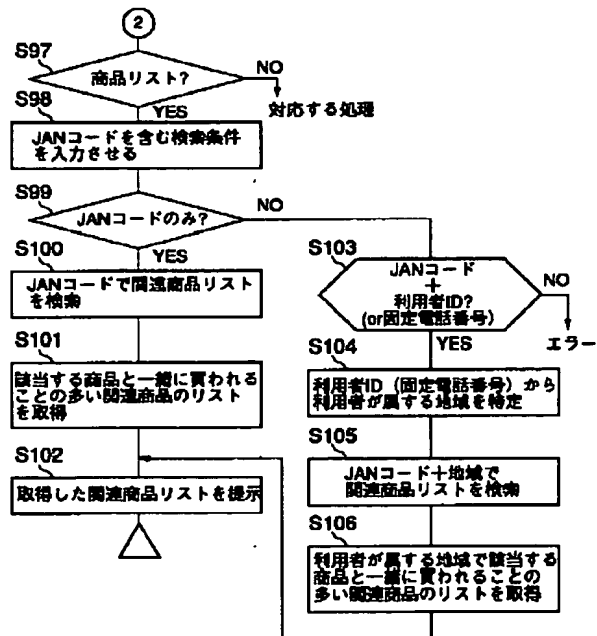 2
S97
商品リスト?
NO
対応する処理
YES
S98
JANコードを含む検索条件
を入力させる
S99
JANコードのみ?
NO
YES
S100
JANコードで関連商品リスト
を検索
S101
該当する商品と一緒に買われる
ことの多い関連商品のリスト
を取得
S102
取得した関連商品リストを提示
S103
JANコード
+
利用者ID?
(or固定電話番号)
NO
エラー
YES
S104
利用者ID(固定電話番号)から
利用者が属する地域を特定
S105
JANコード+地域で
関連商品リストを検索
S106
利用者が属する地域で該当する
商品と一緒に買われることの
多い関連商品のリストを取得